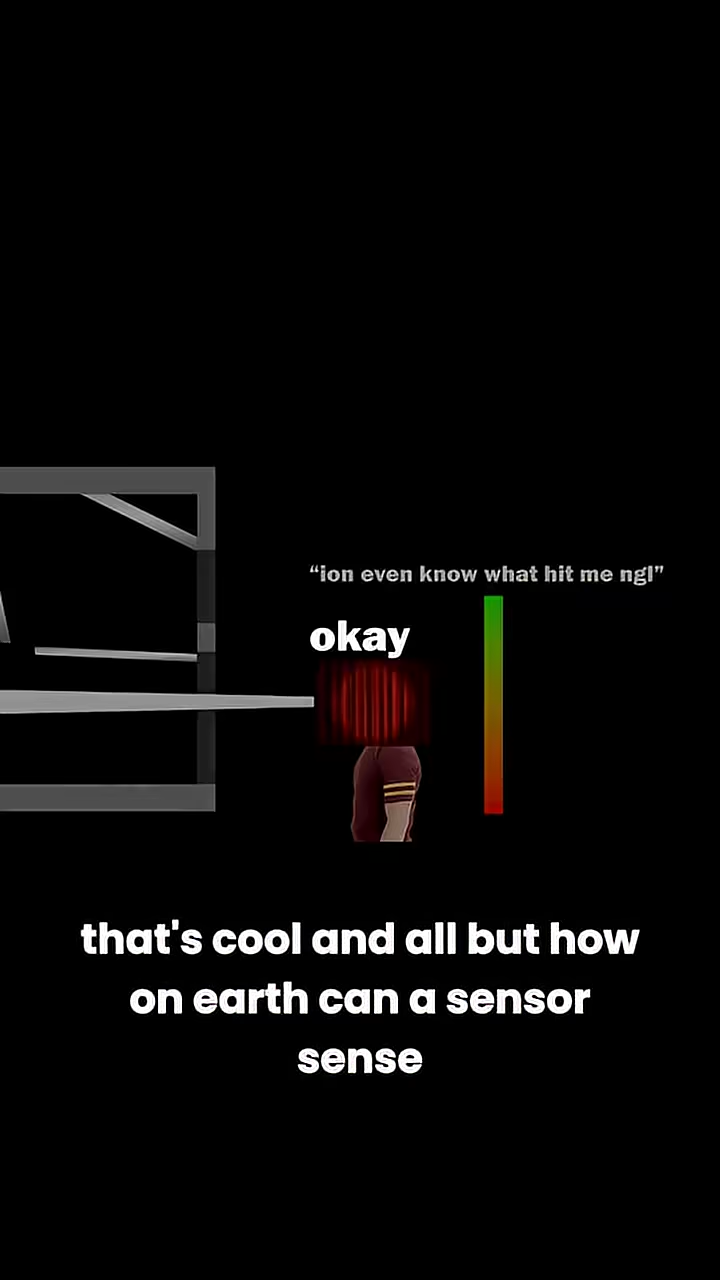 “ion even know what hit me ngl”
okay
that's cool and all but how
on earth can a sensor
sense